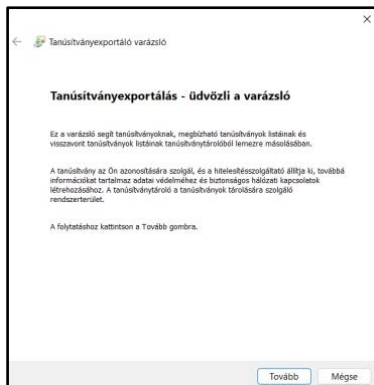 Tanúsítványexportáló varázsló
Tanúsítványexportálás - üdvözli a varázsló
Ez a varázsló segít tanúsítványoknak, megbízható tanúsítványok listáinak és
visszavont tanúsítványok listáinak tanúsítványtárolóból lemezre másolásában.
A tanúsítvány az Ön azonosítására szolgál, és a hitelesítésszolgáltató állítja ki, továbbá
információkat tartalmaz adatai védelméhez és biztonságos hálózati kapcsolatok
létrehozásához. A tanúsítványtároló a tanúsítványok tárolására szolgáló
rendszerterület.
A folytatáshoz kattintson a Tovább gombra.
Tovább Mégse